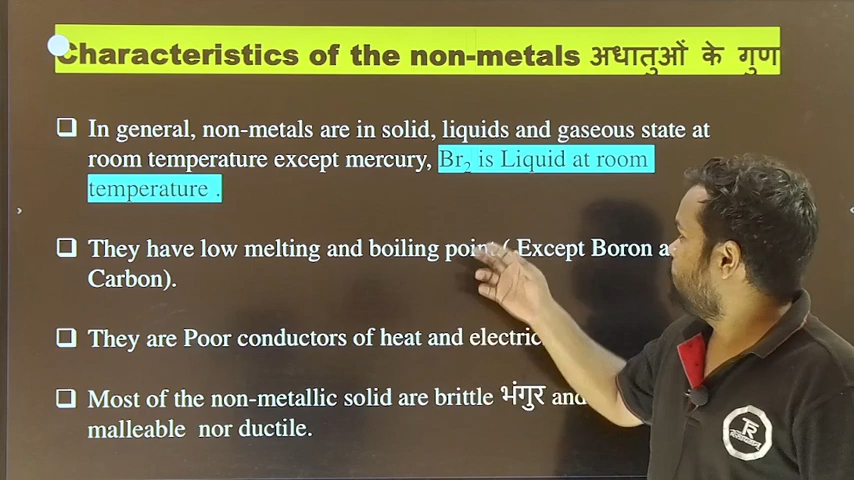 Characteristics of the non-metals अधातुओं के गुण
In general, non-metals are in solid, liquids and gaseous state at
room temperature except mercury, Br₂ is Liquid at room
temperature .
They have low melting and boiling point ( Except Boron
Carbon).
They are Poor conductors of heat and
Most of the non-metallic solid are brittle भंगुर and
malleable nor ductile.
TR